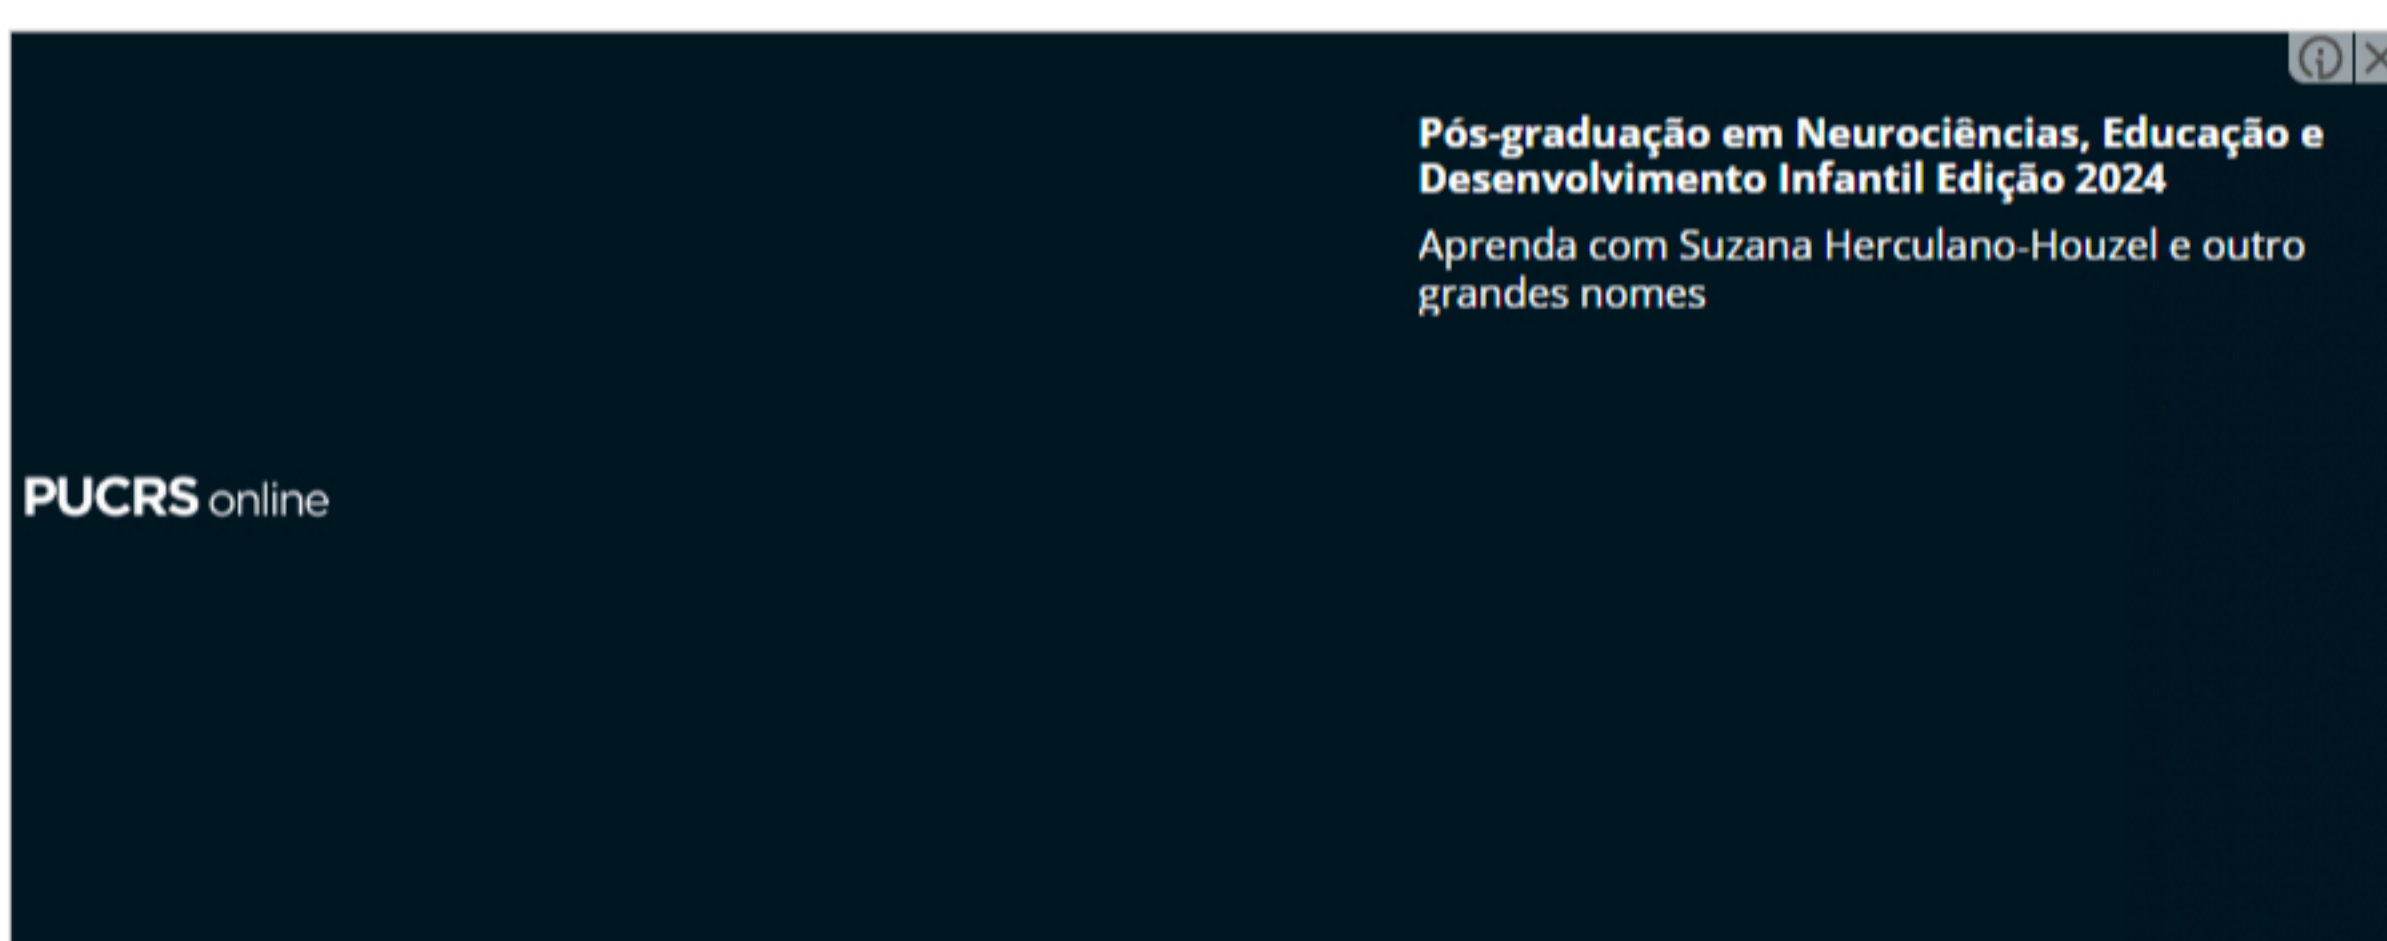 Pós-graduação em Neurociências, Educação e
Desenvolvimento Infantil Edição 2024
Aprenda com Suzana Herculano-Houzel e outro
grandes nomes
PUCRS online